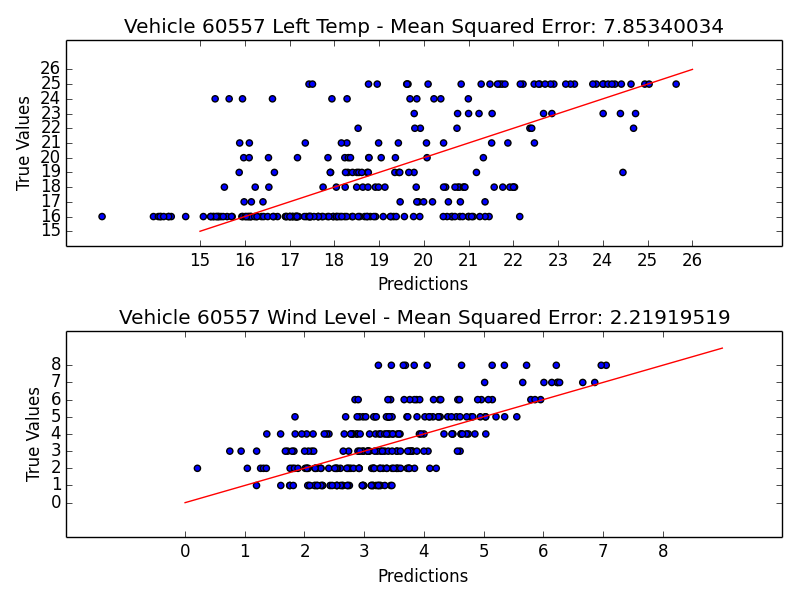 Vehicle 60557 Left Temp - Mean Squared Error: 7.85340034
True Values
26
25
24
23
22
21
20
19
18
17
16
15
15 16 17 18 19 20 21 22 23 24 25 26
Predictions
Vehicle 60557 Wind Level - Mean Squared Error: 2.21919519
True Values
8
7
6
5
4
3
2
1
0
0 1 2 3 4 5 6 7 8
Predictions